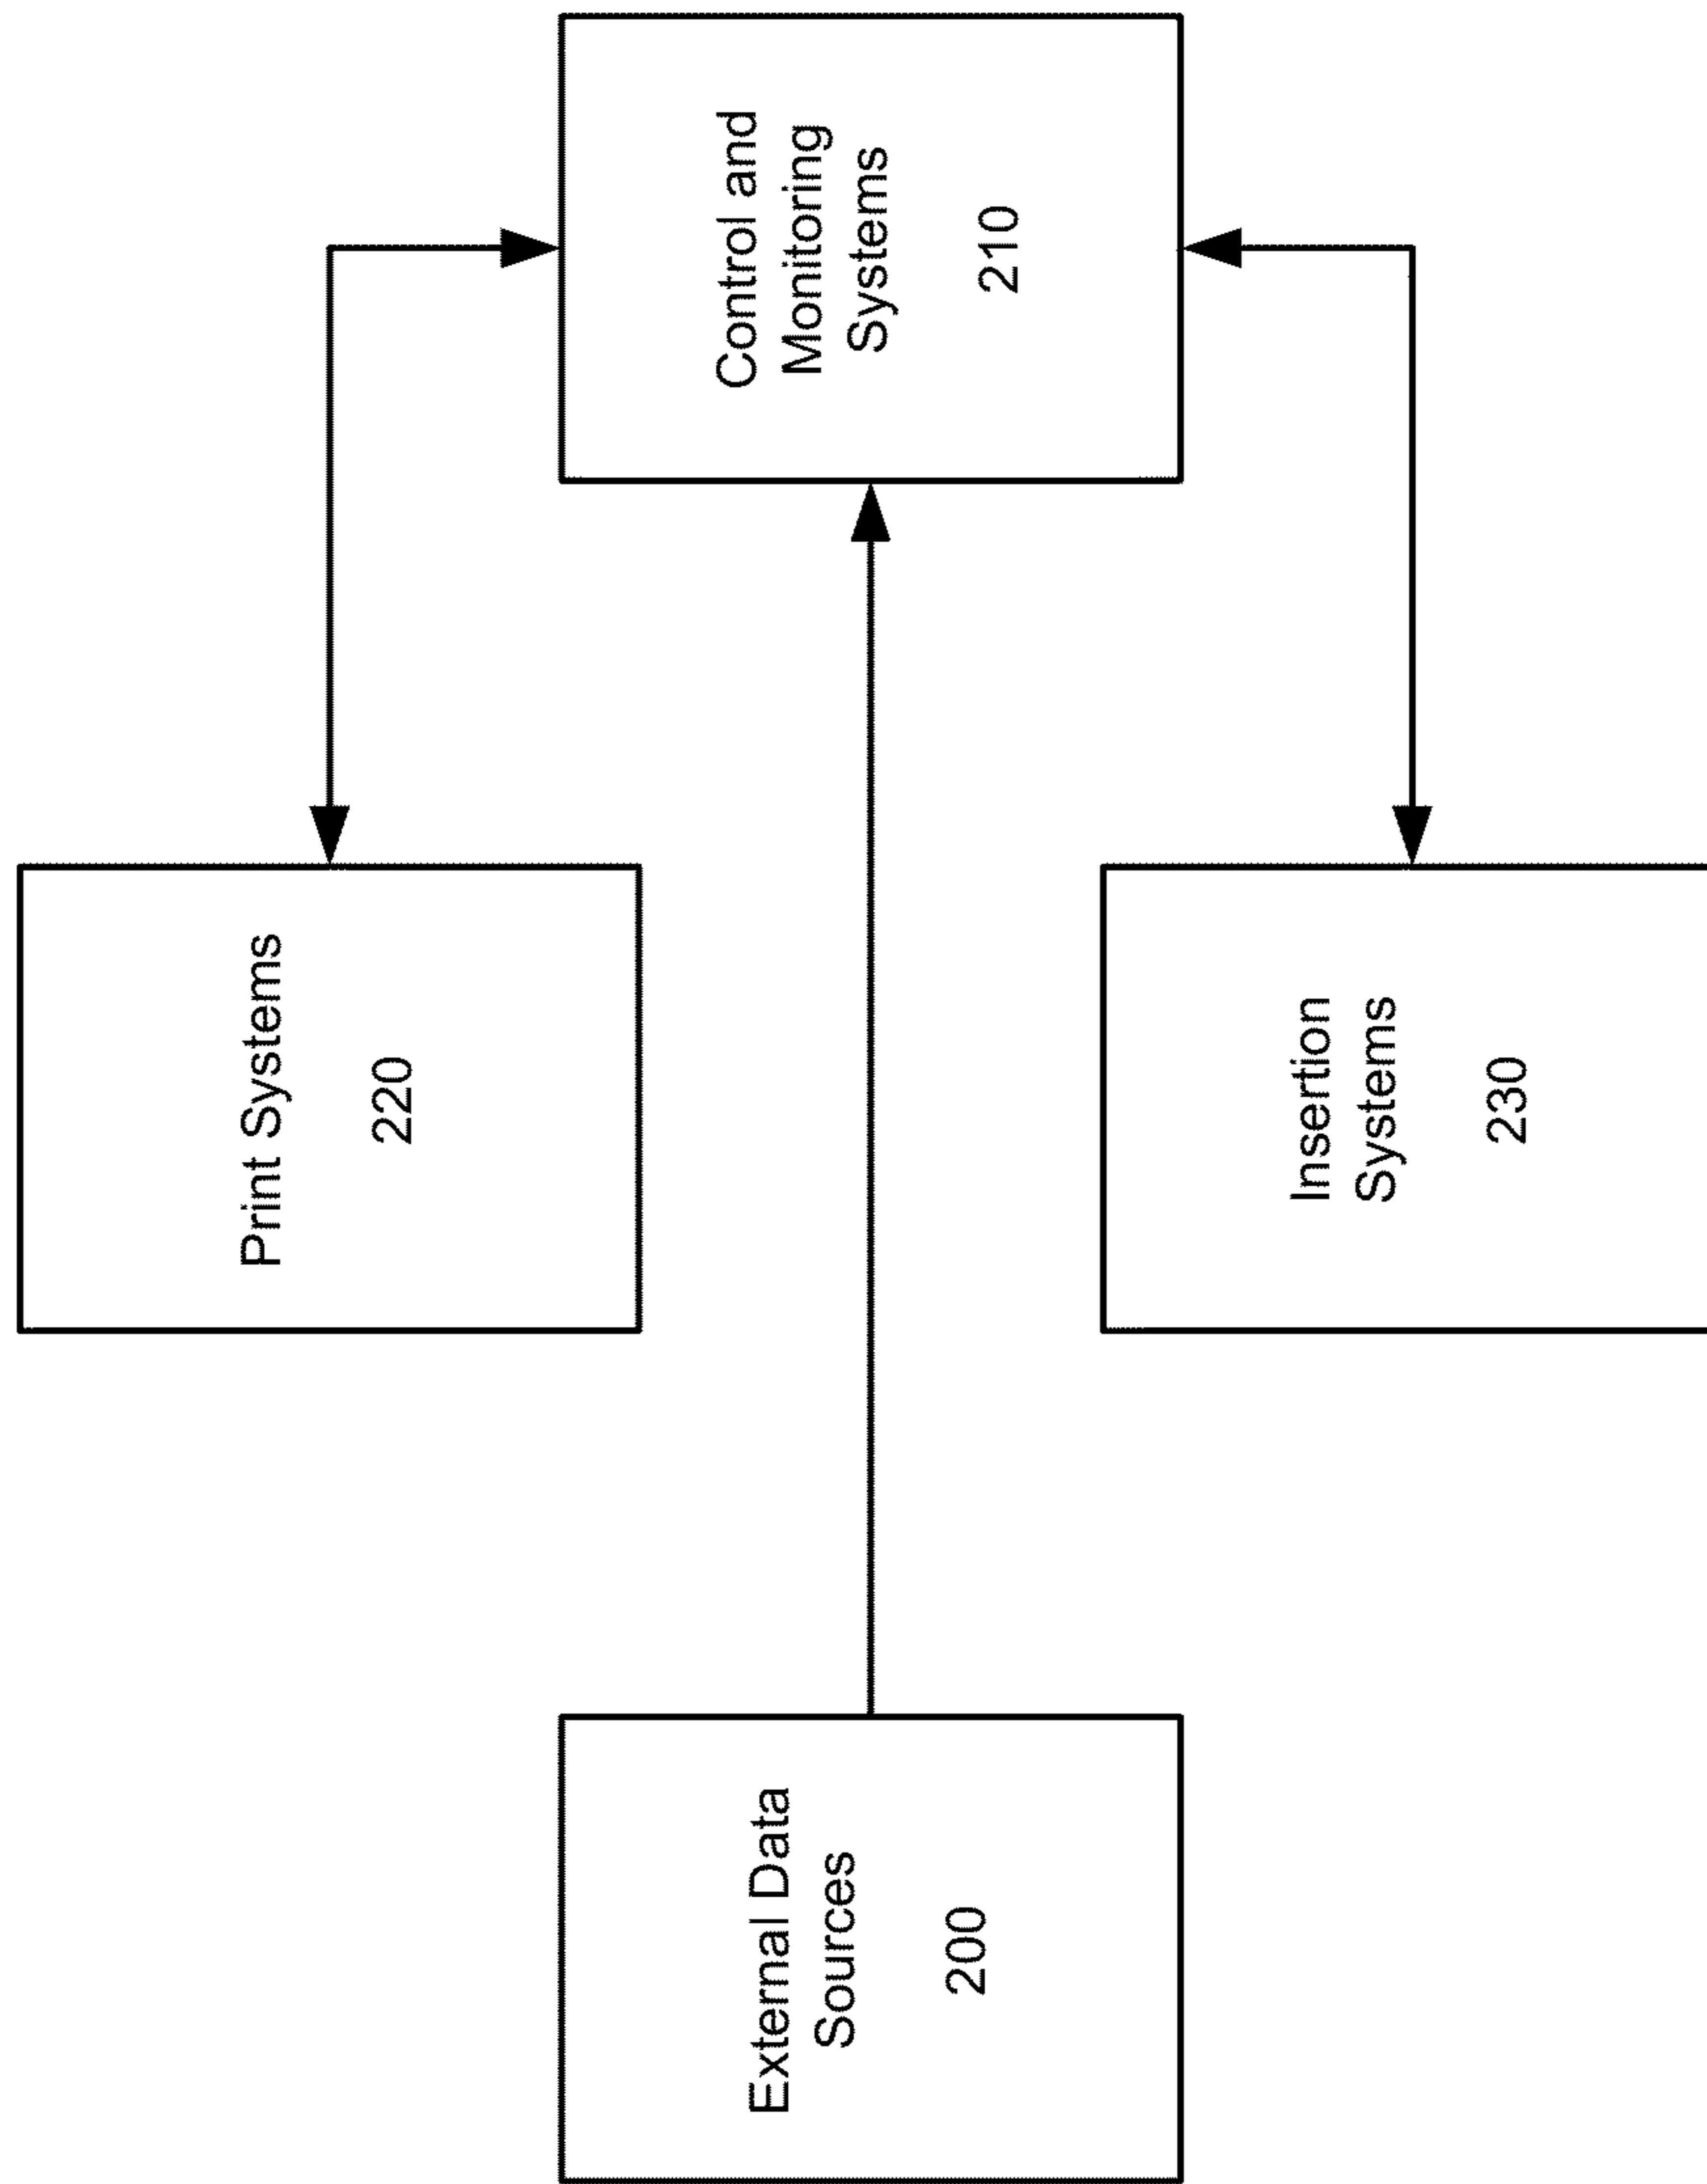 Print Systems
220
External Data
Sources
200
Control and
Monitoring
Systems
210
Insertion
Systems
230